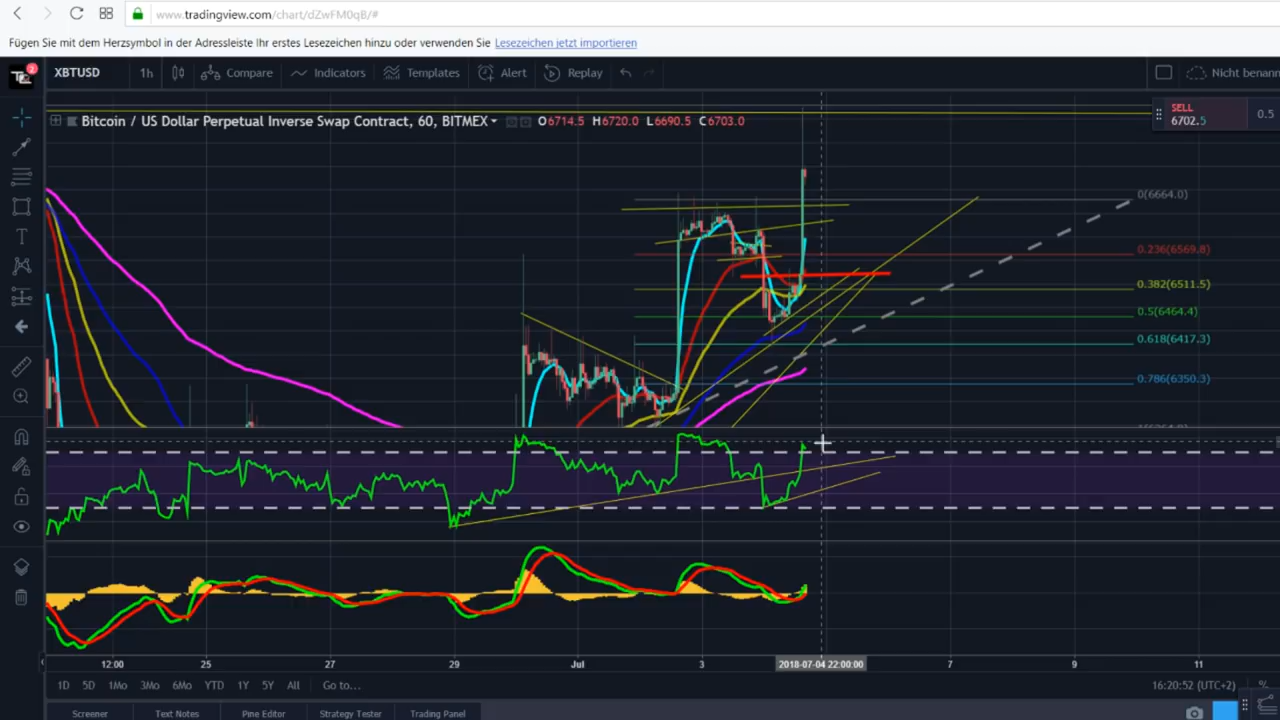 www.tradingview.com/chart/dZwFM0qB/#
Fügen Sie mit dem Herzsymbol in der Adressleiste Ihr erstes Lesezeichen hinzu oder verwenden Sie Lesezeichen jetzt importieren
2
XBTUSD 1h Compare Indicators Templates Alert Replay Nicht benann
Bitcoin / US Dollar Perpetual Inverse Swap Contract, 60, BITMEX O6714.5 H6720.0 L6690.5 C6703.0
SELL
6702.5 0.5
0(6664.0)
0.236(6569.8)
0.382(6511.5)
0.5(6464.4)
0.618(6417.3)
0.786(6350.3)
12:00 25 27 29 Jul 3 2018-07-04 22:00:00 7 9 11
1D 5D 1Mo 3Mo 6Mo YTD 1Y 5Y All Go to... 16:20:52 (UTC+2) %
Screener Text Notes Pine Editor Strategy Tester Trading Panel